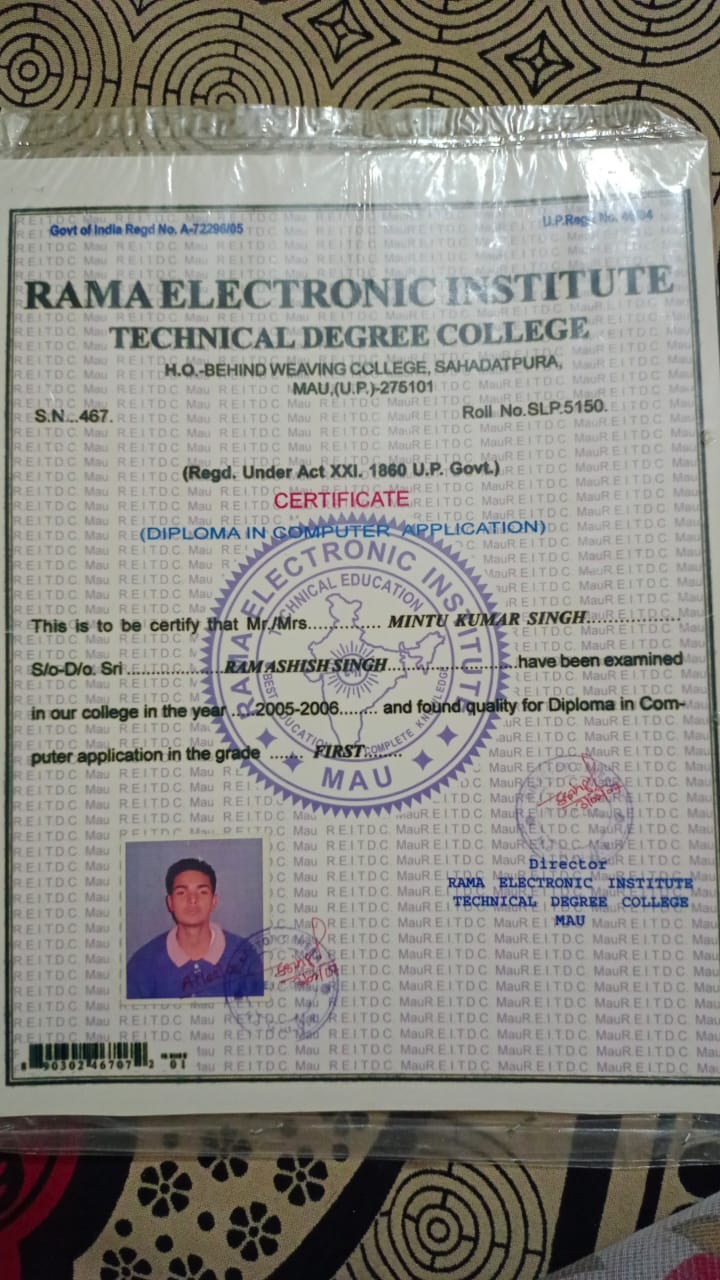 Govt of India Regd No. A-72296/05
U.P.Regd. No.
RAMA ELECTRONIC INSTITUTE
TECHNICAL DEGREE COLLEGE
H.O.-BEHIND WEAVING COLLEGE, SAHADATPURA,
MAU,(U.P.)-275101
S.N...467.
Roll No.SLP.5150.
(Regd. Under Act XXI. 1860 U.P. Govt.)
CERTIFICATE
(DIPLOMA IN COMPUTER APPLICATION)
RAMA ELECTRONIC INSTITUTE
TECHNICAL EDUCATION
BEST EDUCATION COMPLETE KNOWLEDGE
MAU
This is to be certify that Mr./Mrs............. MINTU KUMAR SINGH.................
S/o-D/o. Sri .................RAM ASHISH SINGH.......................have been examined
in our college in the year .....2005-2006........ and found quality for Diploma in Com-
puter application in the grade ....... FIRST........
Director
RAMA ELECTRONIC INSTITUTE
TECHNICAL DEGREE COLLEGE
MAU
8 90302 46707 2 01